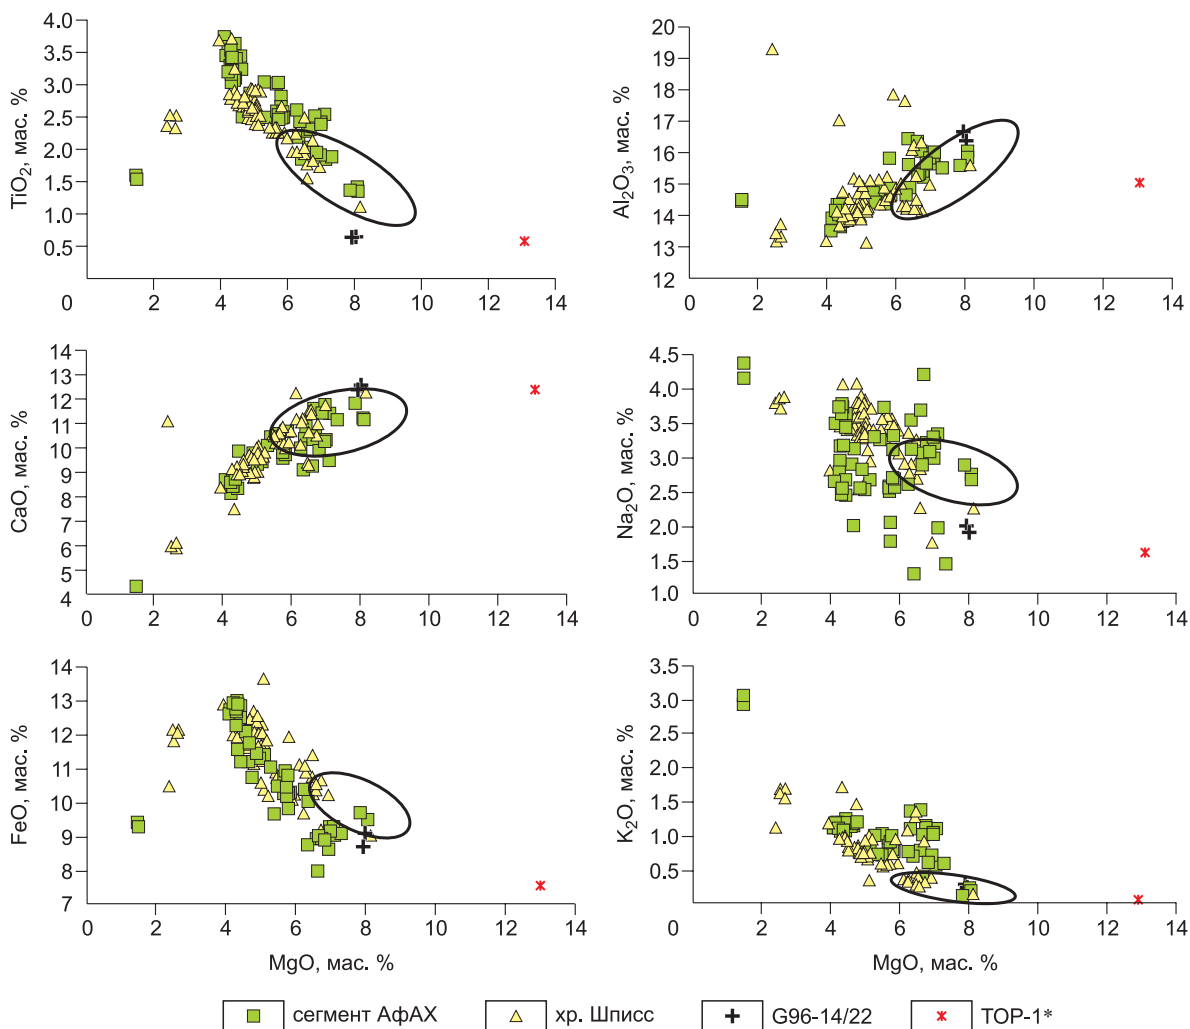 4.0
3.5
3.0
2.5
2.0
1.5
1.0
0.5
TiO₂, мас. %
0 2 4 6 8 10 12 14
20
19
18
17
16
15
14
13
12
Al₂O₃, мас. %
0 2 4 6 8 10 12 14
14
13
12
11
10
9
8
7
6
5
4
CaO, мас. %
0 2 4 6 8 10 12 14
4.5
4.0
3.5
3.0
2.5
2.0
1.5
1.0
Na₂O, мас. %
0 2 4 6 8 10 12 14
14
13
12
11
10
9
8
7
FeO, мас. %
0 2 4 6 8 10 12 14
MgO, мас. %
3.5
3.0
2.5
2.0
1.5
1.0
0.5
K₂O, мас. %
0 2 4 6 8 10 12 14
MgO, мас. %
сегмент АфАХ
хр. Шписс
G96-14/22
TOP-1*